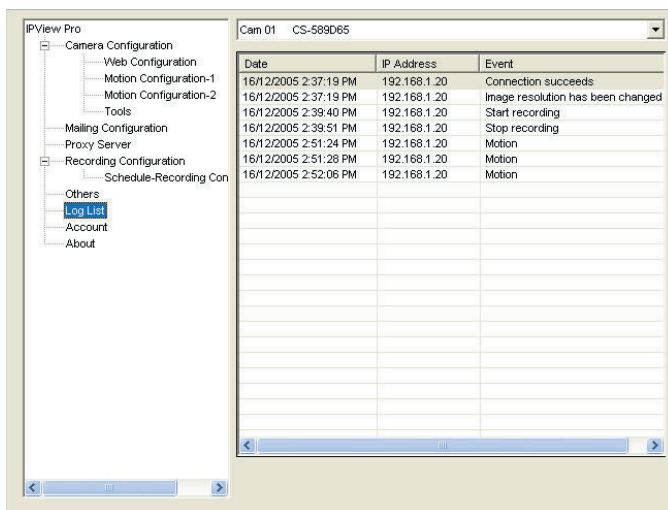 IPView Pro
Camera Configuration
Web Configuration
Motion Configuration-1
Motion Configuration-2
Tools
Mailing Configuration
Proxy Server
Recording Configuration
Schedule-Recording Con
Others
Log List
Account
About
Cam 01 CS-589D65
Date IP Address Event
16/12/2005 2:37:19 PM 192.168.1.20 Connection succeeds
16/12/2005 2:37:19 PM 192.168.1.20 Image resolution has been changed
16/12/2005 2:39:40 PM 192.168.1.20 Start recording
16/12/2005 2:39:51 PM 192.168.1.20 Stop recording
16/12/2005 2:51:24 PM 192.168.1.20 Motion
16/12/2005 2:51:28 PM 192.168.1.20 Motion
16/12/2005 2:52:06 PM 192.168.1.20 Motion